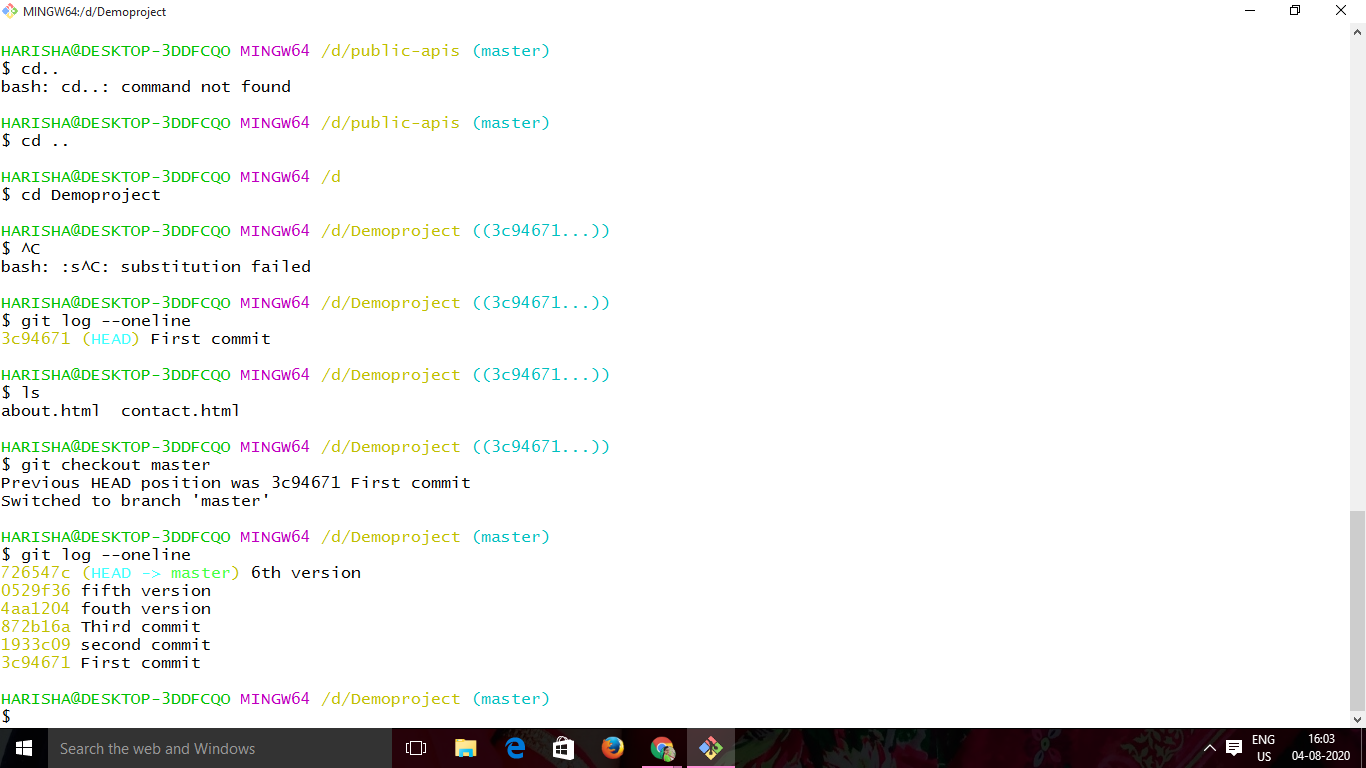 MINGW64:/d/Demoproject
HARISHA@DESKTOP-3DDFCQO MINGW64 /d/public-apis (master)
$ cd..
bash: cd..: command not found
HARISHA@DESKTOP-3DDFCQO MINGW64 /d/public-apis (master)
$ cd ..
HARISHA@DESKTOP-3DDFCQO MINGW64 /d
$ cd Demoproject
HARISHA@DESKTOP-3DDFCQO MINGW64 /d/Demoproject ((3c94671...))
$ ^C
bash: :s^C: substitution failed
HARISHA@DESKTOP-3DDFCQO MINGW64 /d/Demoproject ((3c94671...))
$ git log --oneline
3c94671 (HEAD) First commit
HARISHA@DESKTOP-3DDFCQO MINGW64 /d/Demoproject ((3c94671...))
$ ls
about.html  contact.html
HARISHA@DESKTOP-3DDFCQO MINGW64 /d/Demoproject ((3c94671...))
$ git checkout master
Previous HEAD position was 3c94671 First commit
Switched to branch 'master'
HARISHA@DESKTOP-3DDFCQO MINGW64 /d/Demoproject (master)
$ git log --oneline
726547c (HEAD -> master) 6th version
0529f36 fifth version
4aa1204 fouth version
872b16a Third commit
1933c09 second commit
3c94671 First commit
HARISHA@DESKTOP-3DDFCQO MINGW64 /d/Demoproject (master)
$
Search the web and Windows
ENG
US
16:03
04-08-2020